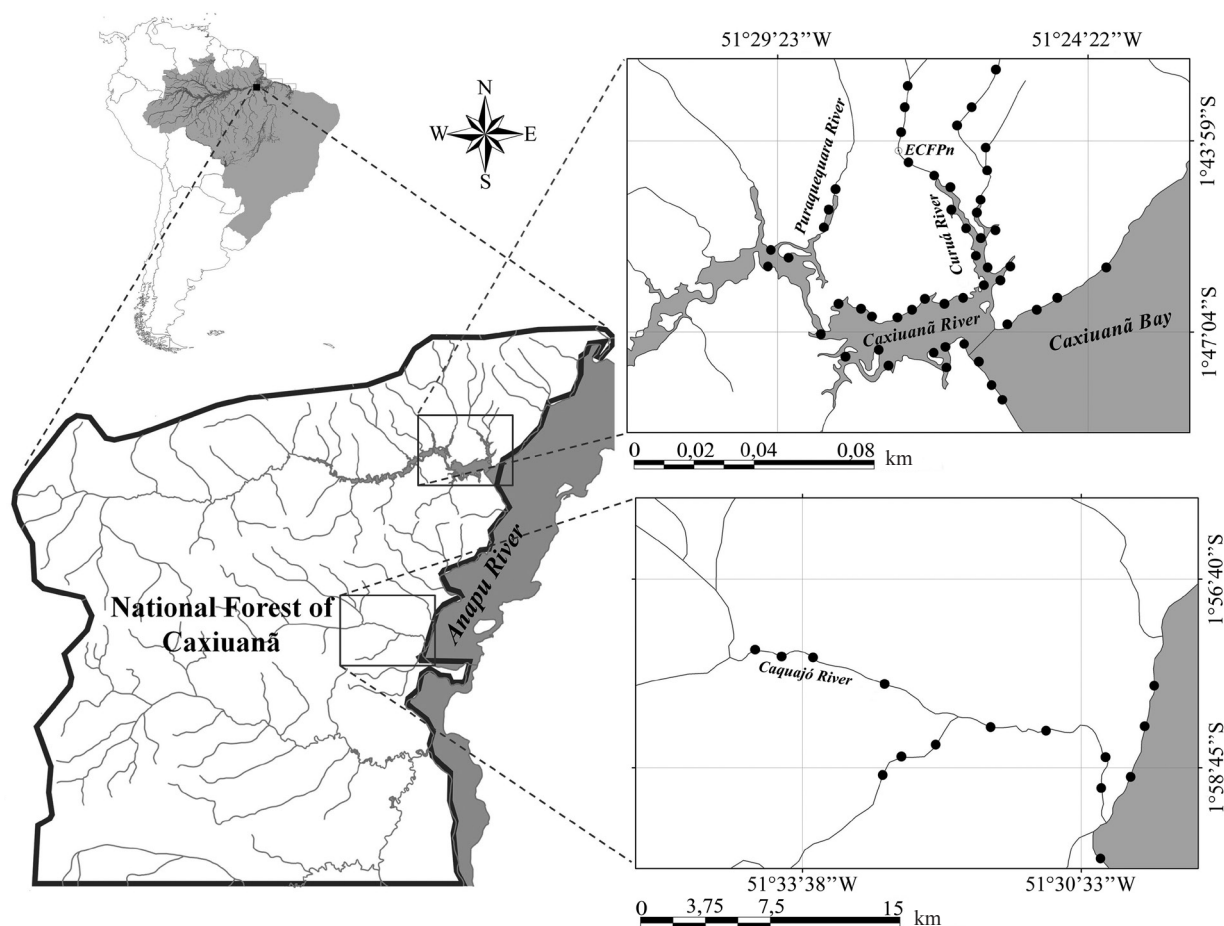 51°29'23''W
51°24'22''W
N
W
E
S
Puraquequara River
ECFPn
Curuá River
1°43'59''S
Caxiuanã River
Caxiuanã Bay
1°47'04''S
0 0,02 0,04 0,08 km
National Forest of
Caxiuanã
Anapu River
Caquajó River
1°56'40''S
1°58'45''S
51°33'38''W
51°30'33''W
0 3,75 7,5 15 km